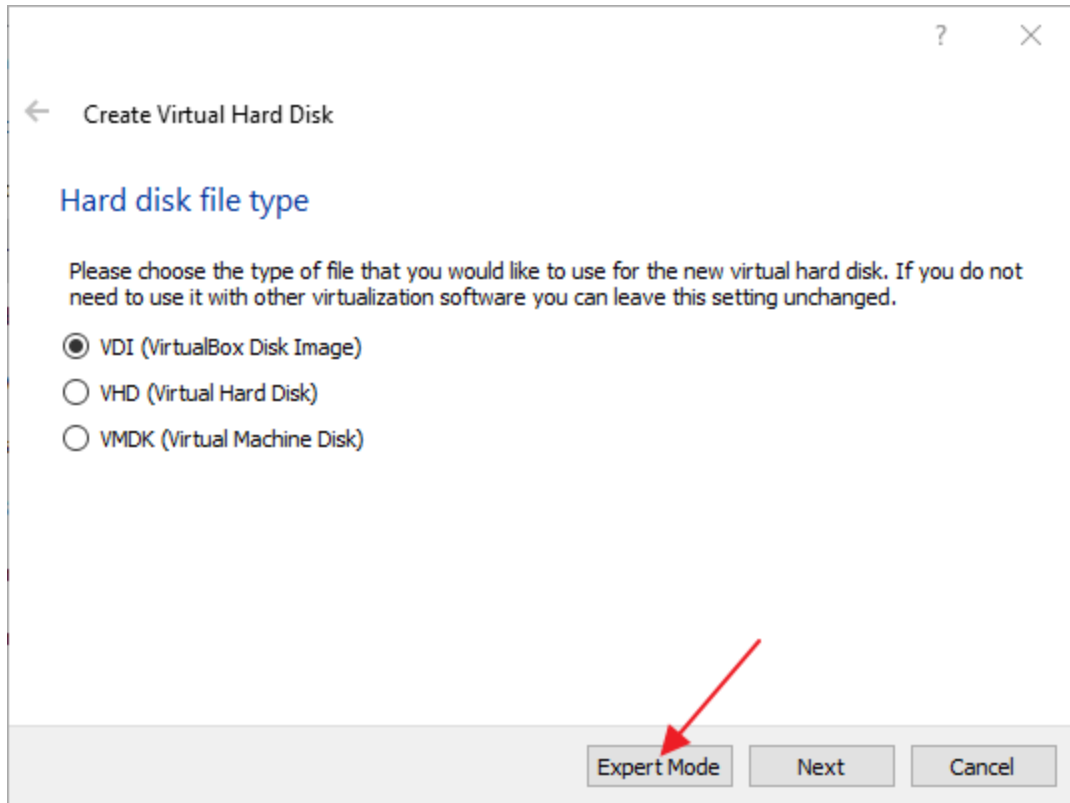 ?
Create Virtual Hard Disk
Hard disk file type
Please choose the type of file that you would like to use for the new virtual hard disk. If you do not
need to use it with other virtualization software you can leave this setting unchanged.
VDI (VirtualBox Disk Image)
VHD (Virtual Hard Disk)
VMDK (Virtual Machine Disk)
Expert Mode Next Cancel